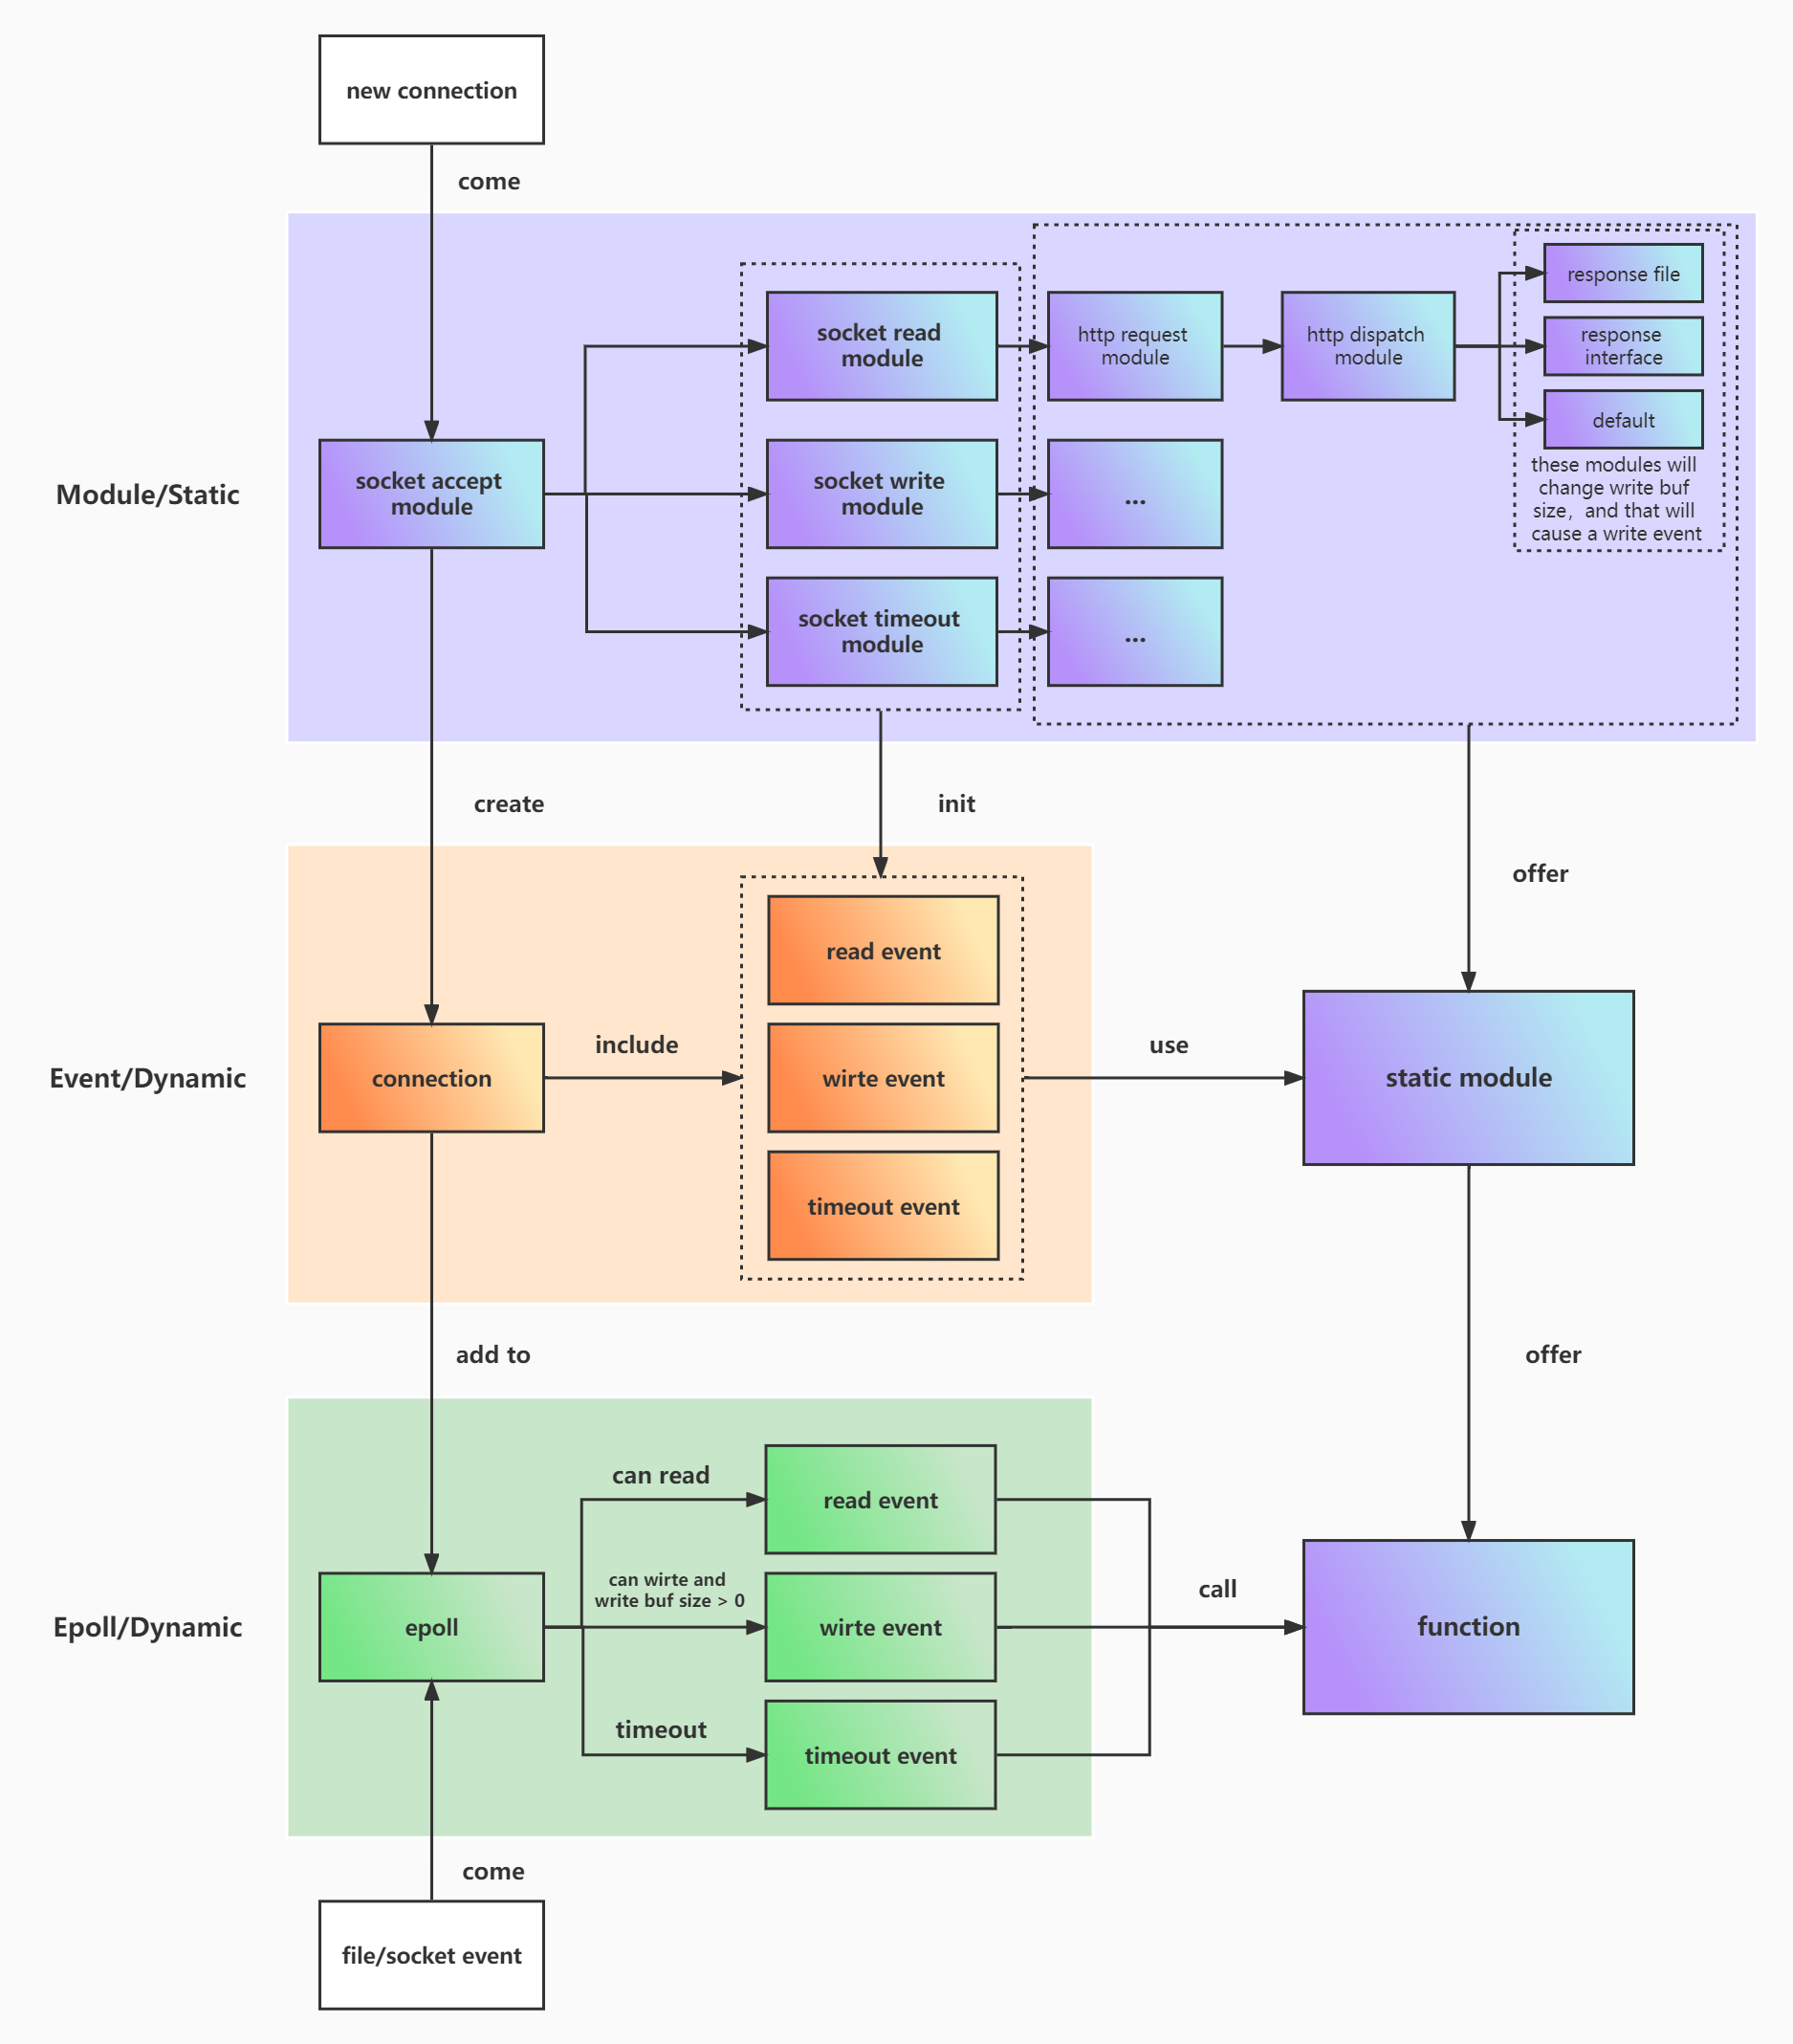 new connection
come
Module/Static
socket accept
module
socket read
module
socket write
module
socket timeout
module
http request
module
...
...
http dispatch
module
response file
response
interface
default
these modules will
change write buf
size，and that will
cause a write event
create
init
offer
Event/Dynamic
connection
include
read event
wirte event
timeout event
use
static module
add to
offer
Epoll/Dynamic
epoll
can read
can wirte and
write buf size > 0
timeout
read event
wirte event
timeout event
call
function
come
file/socket event